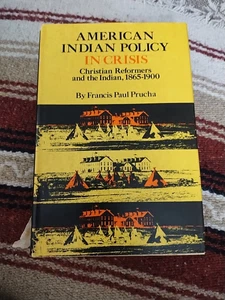 AMERICAN
INDIAN POLICY
IN CRISIS
Christian Reformers
and the Indian, 1865-1900
By Francis Paul Prucha